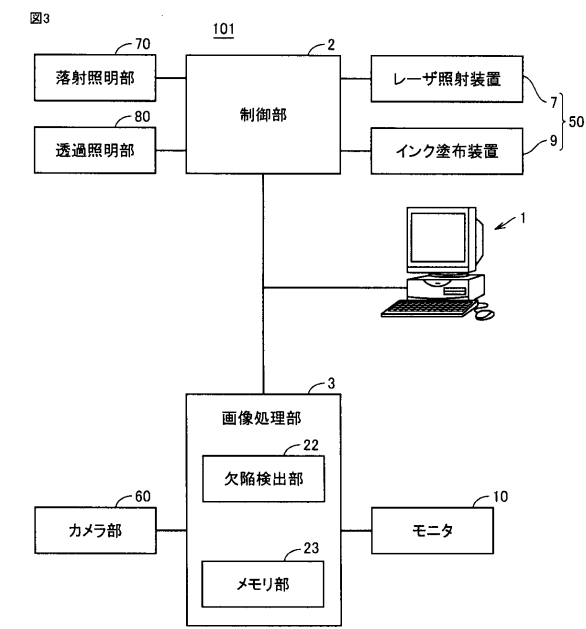 図3
101
70
落射照明部
80
透過照明部
2
制御部
レーザ照射装置
7
50
インク塗布装置
9
1
3
画像処理部
22
欠陥検出部
60
カメラ部
10
モニタ
23
メモリ部